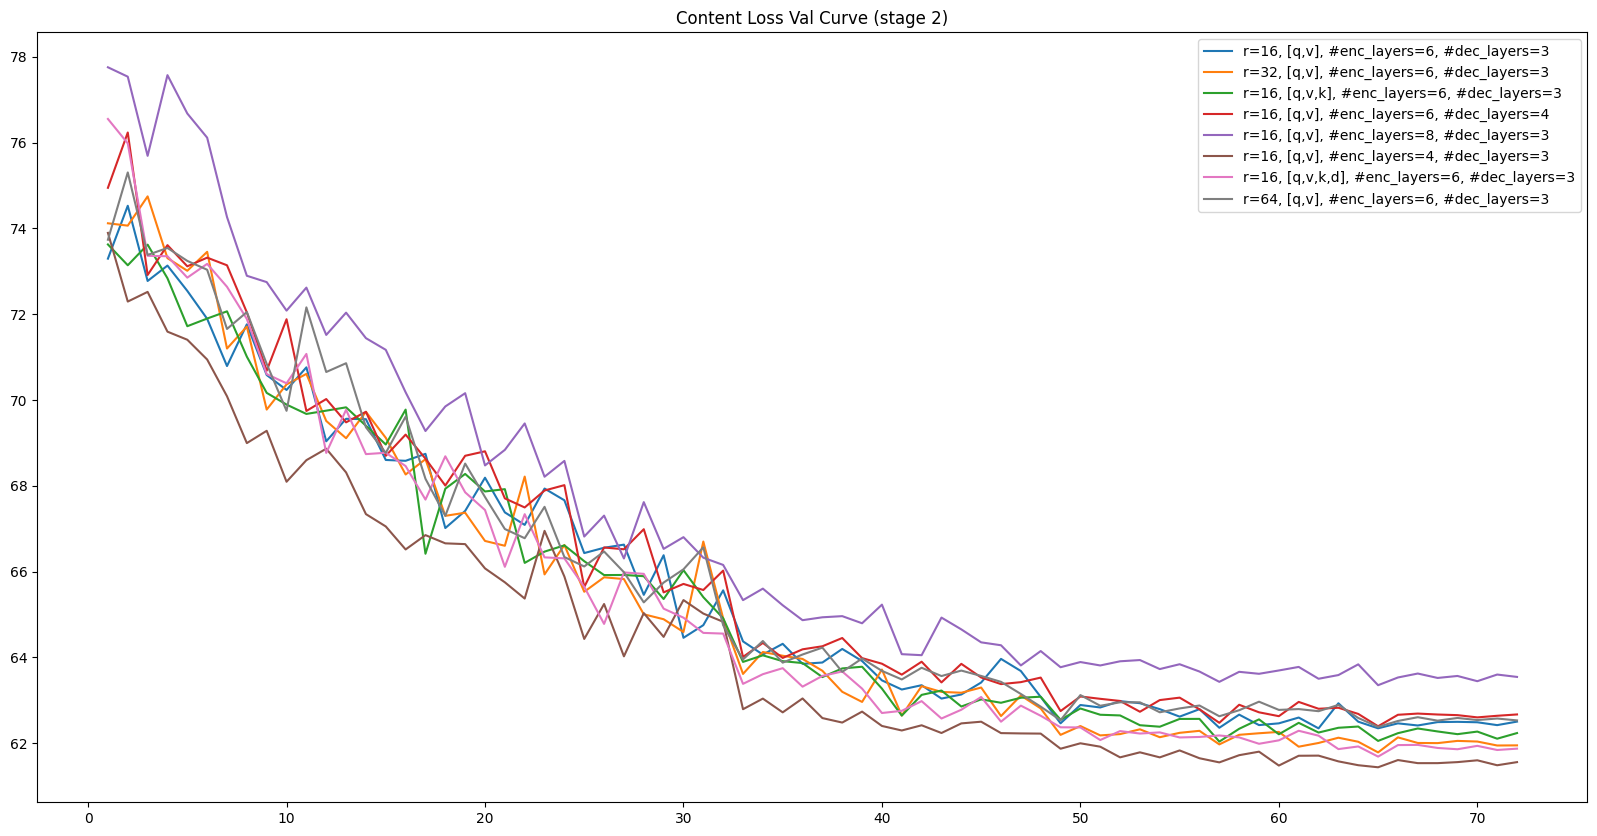 Content Loss Val Curve (stage 2)
r=16, [q,v], #enc_layers=6, #dec_layers=3
r=32, [q,v], #enc_layers=6, #dec_layers=3
r=16, [q,v,k], #enc_layers=6, #dec_layers=3
r=16, [q,v], #enc_layers=6, #dec_layers=4
r=16, [q,v], #enc_layers=8, #dec_layers=3
r=16, [q,v], #enc_layers=4, #dec_layers=3
r=16, [q,v,k,d], #enc_layers=6, #dec_layers=3
r=64, [q,v], #enc_layers=6, #dec_layers=3
78
76
74
72
70
68
66
64
62
0 10 20 30 40 50 60 70